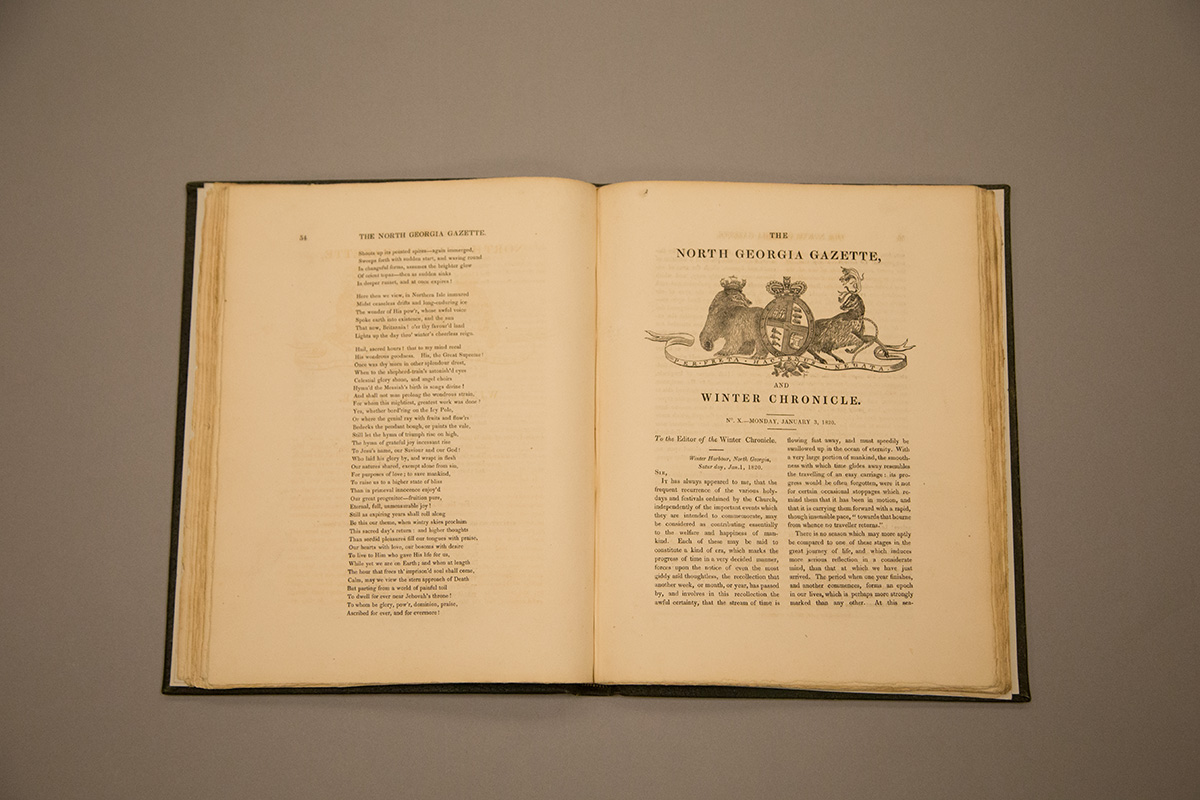 54
THE NORTH GEORGIA GAZETTE.
Shoots up its pointed spires—again immerged,
Swoops forth with sudden start, and waxing round
In changeful forms, assumes the brighter glow
Of orient topaz—then as sudden sinks
In deeper russet, and at once expires!
Here then we view, in Northern Isle immured
Midst ceaseless drifts and long-enduring ice
The wonder of His pow'r, whose awful voice
Spoke earth into existence, and the sun
That now, Britannia! o'er thy favour'd land
Lights up the day thro' winter's cheerless reign.
Hail, sacred hours! that to my mind recal
His wondrous goodness. His, the Great Supreme!
Once was thy morn in other splendour drest,
When to the shepherd-train's astonish'd eyes
Celestial glory shone, and angel choirs
Hymn'd the Messiah's birth in songs divine!
And shall not man prolong the wondrous strain,
For whom this mightiest, greatest work was done?
Yes, whether bord'ring on the Icy Pole,
Or where the genial ray with fruits and flow'rs
Bedecks the pendant bough, or paints the vale,
Still let the hymn of triumph rise on high,
The hymn of grateful joy incessant rise
To Jesu's name, our Saviour and our God!
Who laid his glory by, and wrapt in flesh
Our natures shared, except alone from sin,
For purposes of love; to save mankind,
To raise us to a higher state of bliss
Than in primeval innocence enjoy'd
Our great progenitor—fruition pure,
Eternal, full, unmeasurable joy!
Still as expiring years shall roll along
Be this our theme, when wintry skies proclaim
This sacred day's return: and higher thoughts
Than sordid pleasures fill our tongues with praise,
Our hearts with love, our bosoms with desire
To live to Him who gave His life for us,
While yet we are on Earth; and when at length
The hour that frees th' imprison'd soul shall come,
Calm, may we view the stern approach of Death
But parting from a world of painful toil
To dwell for ever near Jehovah's throne!
To whom be glory, pow'r, dominion, praise,
Ascribed for ever, and for evermore!
THE
NORTH GEORGIA GAZETTE,
PER FRETA HACTENUS NEGATA
AND
WINTER CHRONICLE.
No. X.—MONDAY, JANUARY 3, 1820.
To the Editor of the Winter Chronicle.
Winter Harbour, North Georgia,
Saturday, Jan. 1, 1820.
SIR,
It has always appeared to me, that the
frequent recurrence of the various holy-
days and festivals ordained by the Church,
independently of the important events which
they are intended to commemorate, may
be considered as contributing essentially
to the welfare and happiness of man-
kind. Each of these may be said to
constitute a kind of era, which marks the
progress of time in a very decided manner,
forces upon the notice of even the most
giddy and thoughtless, the recollection that
another week, or month, or year, has passed
by, and involves in this recollection the
awful certainty, that the stream of time is
flowing fast away, and must speedily be
swallowed up in the ocean of eternity. With
a very large portion of mankind, the smooth-
ness with which time glides away resembles
the travelling of an easy carriage: its pro-
gress would be often forgotten, were it not
for certain occasional stoppages which re-
mind them that it has been in motion, and
that it is carrying them forward with a rapid,
though insensible pace, "towards that bourne
from whence no traveller returns."
There is no season which may more aptly
be compared to one of these stages in the
great journey of life, and which induces
more serious reflection in a considerate
mind, than that at which we have just
arrived. The period when one year finishes,
and another commences, forms an epoch
in our lives, which is perhaps more strongly
marked than any other. At this sea-